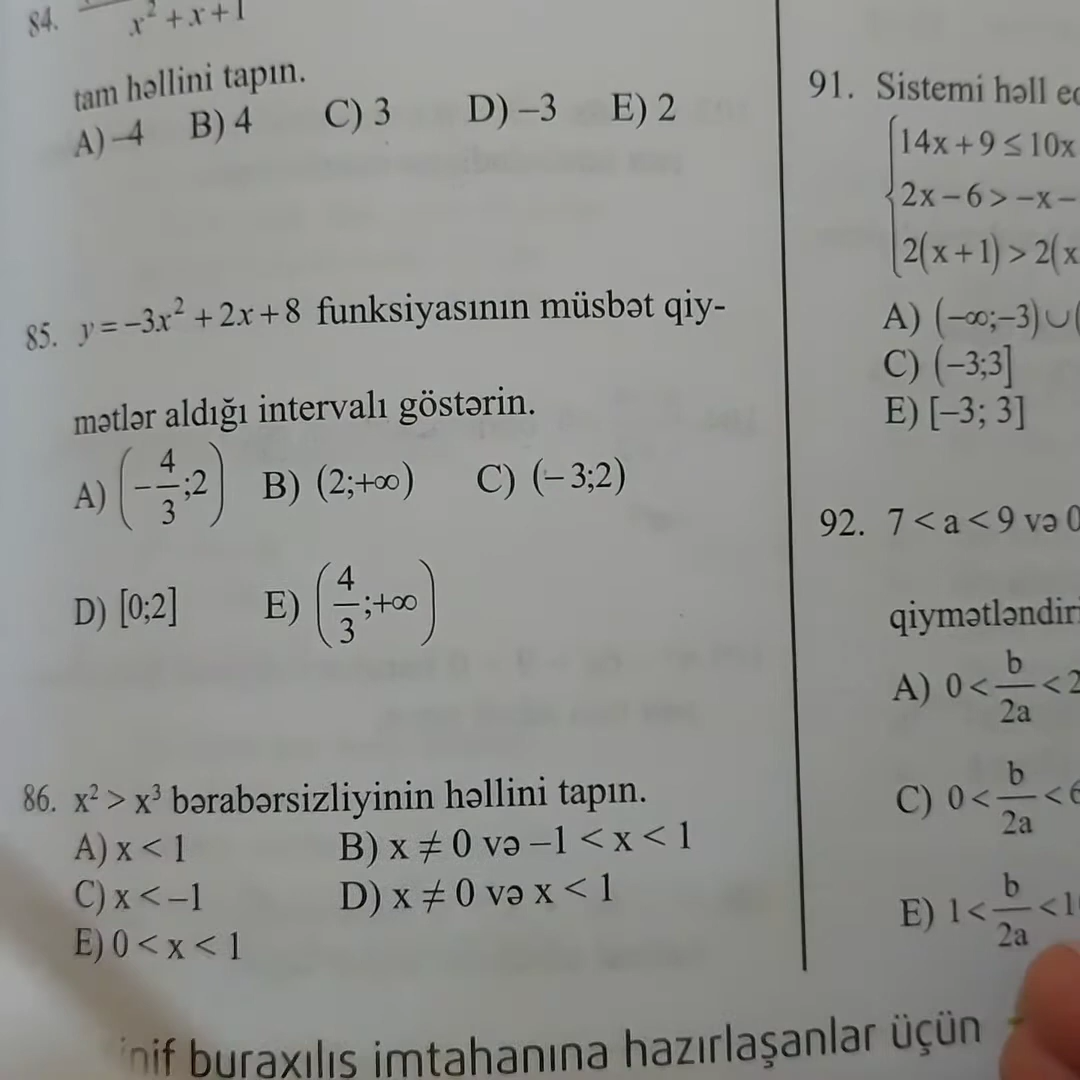 84. x² + x + 1
tam həllini tapın.
A) –4 B) 4 C) 3 D) –3 E) 2
85. y = –3x² + 2x + 8 funksiyasının müsbət qiy-
mətlər aldığı intervalı göstərin.
A) (–4/3;2) B) (2;+∞) C) (–3;2)
D) [0;2] E) (4/3;+∞)
86. x² > x³ bərabərsizliyinin həllini tapın.
A) x < 1 B) x ≠ 0 və –1 < x < 1
C) x < –1 D) x ≠ 0 və x < 1
E) 0 < x < 1
91. Sistemi həll
14x + 9 ≤ 10x
2x – 6 > –x –
2(x + 1) > 2(x
A) (–∞;–3)∪(
C) (–3;3]
E) [–3; 3]
92. 7 < a < 9 və 0
qiymətləndiri
A) 0 < b/2a < 2
C) 0 < b/2a < 6
E) 1 < b/2a < 1
inif buraxılış imtahanına hazırlaşanlar üçün